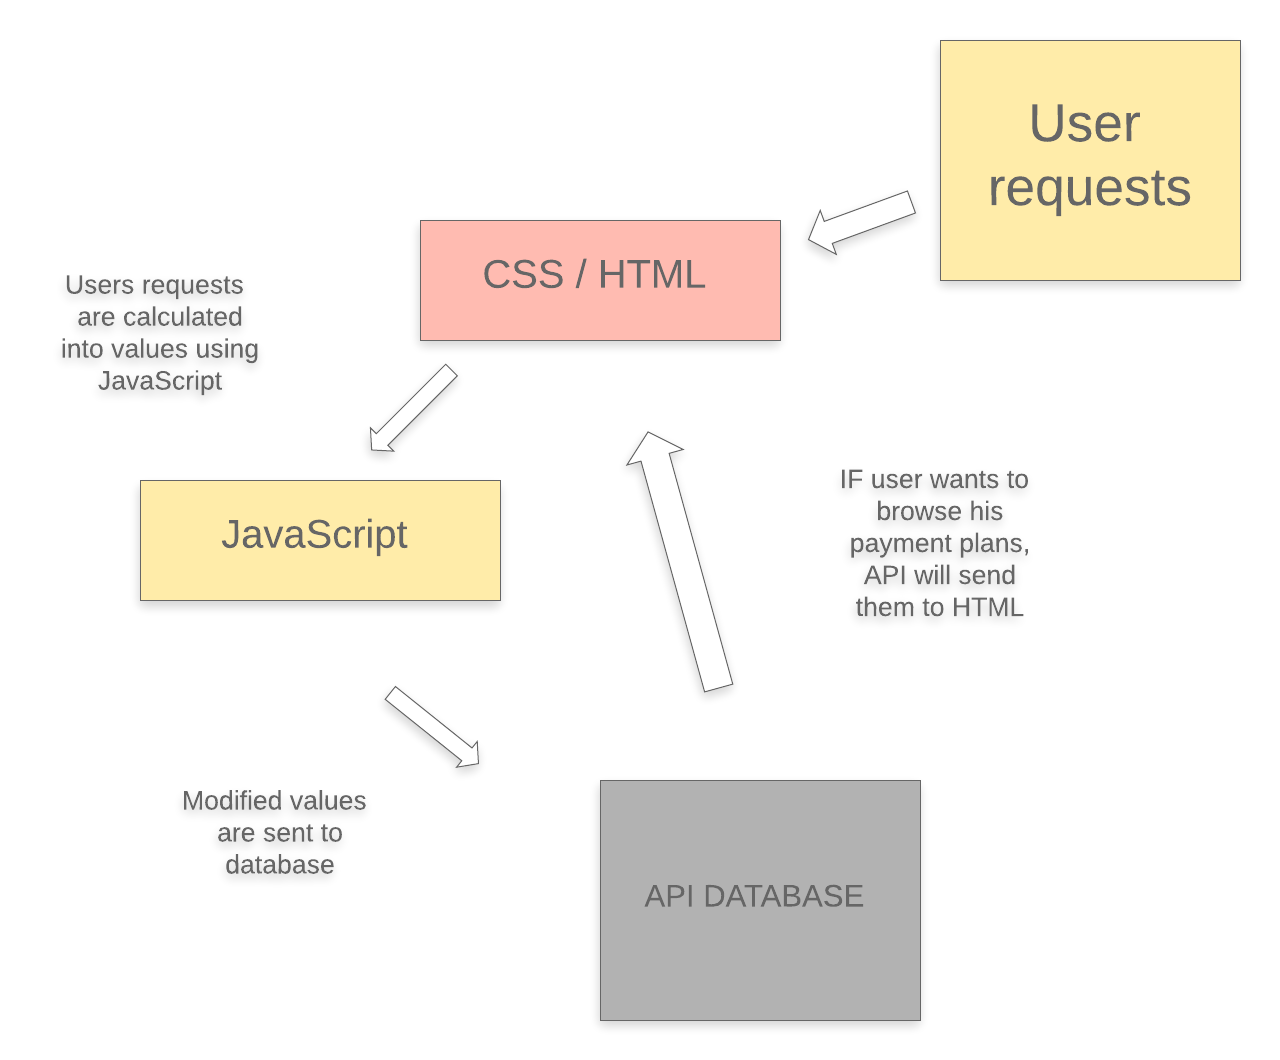 User
requests
CSS / HTML
Users requests
are calculated
into values using
JavaScript
JavaScript
IF user wants to
browse his
payment plans,
API will send
them to HTML
Modified values
are sent to
database
API DATABASE